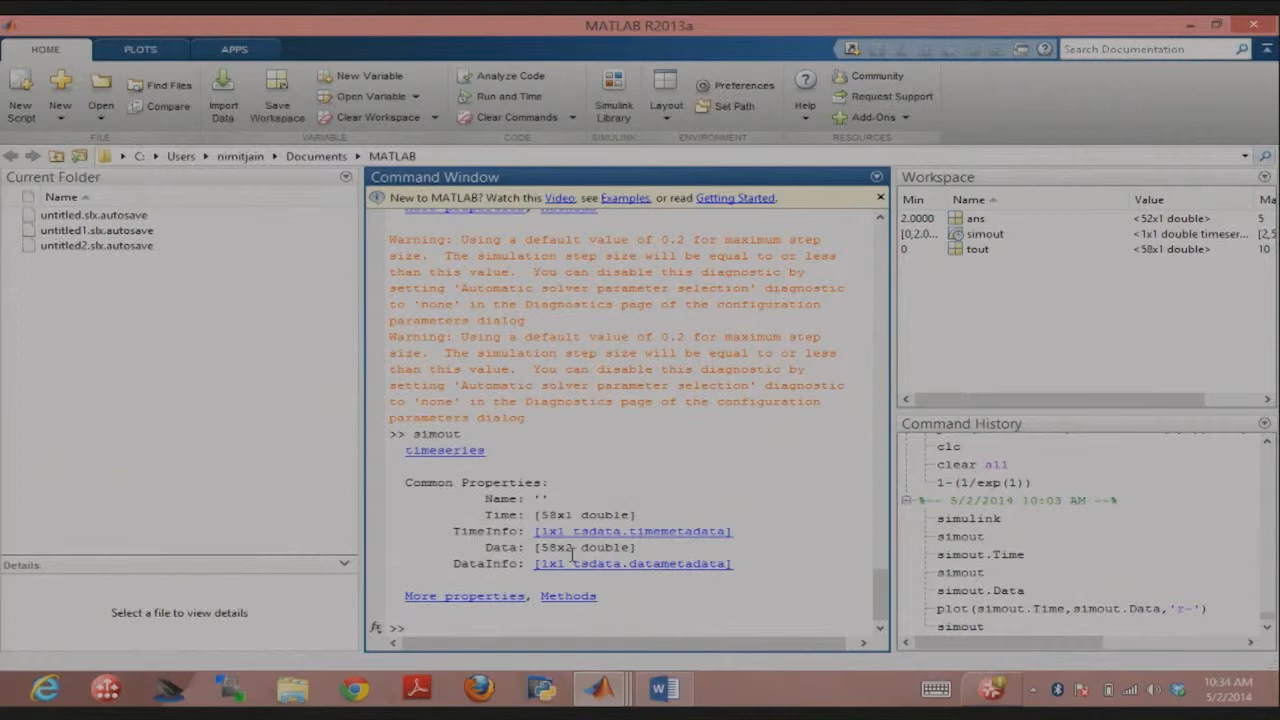 MATLAB R2013a
HOME PLOTS APPS Search Documentation
New Script New Open Find Files Compare Import Data Save Workspace New Variable Open Variable Clear Workspace Analyze Code Run and Time Clear Commands Simulink Library Layout Preferences Set Path Help Community Request Support Add-Ons
FILE VARIABLE CODE SIMULINK ENVIRONMENT RESOURCES
C: Users nimitjain Documents MATLAB
Current Folder
Name
untitled.slx.autosave
untitled1.slx.autosave
untitled2.slx.autosave
Details
Select a file to view details
Command Window
New to MATLAB? Watch this Video, see Examples, or read Getting Started.
More properties, Methods
Warning: Using a default value of 0.2 for maximum step
size. The simulation step size will be equal to or less
than this value. You can disable this diagnostic by
setting 'Automatic solver parameter selection' diagnostic
to 'none' in the Diagnostics page of the configuration
parameters dialog
Warning: Using a default value of 0.2 for maximum step
size. The simulation step size will be equal to or less
than this value. You can disable this diagnostic by
setting 'Automatic solver parameter selection' diagnostic
to 'none' in the Diagnostics page of the configuration
parameters dialog
>> simout
timeseries
Common Properties:
Name: ''
Time: [58x1 double]
TimeInfo: [1x1 tsdata.timemetadata]
Data: [58x2 double]
DataInfo: [1x1 tsdata.datametadata]
More properties, Methods
fx >>
Workspace
Min Name Value Ma
2.0000 ans <52x1 double> 5
[0,2.0... simout <1x1 double timeser... [2,5
0 tout <58x1 double> 10
Command History
clc
clear all
1-(1/exp(1))
%-- 5/2/2014 10:03 AM --%
simulink
simout
simout.Time
simout
simout.Data
plot(simout.Time,simout.Data,'r-')
simout
10:34 AM
5/2/2014